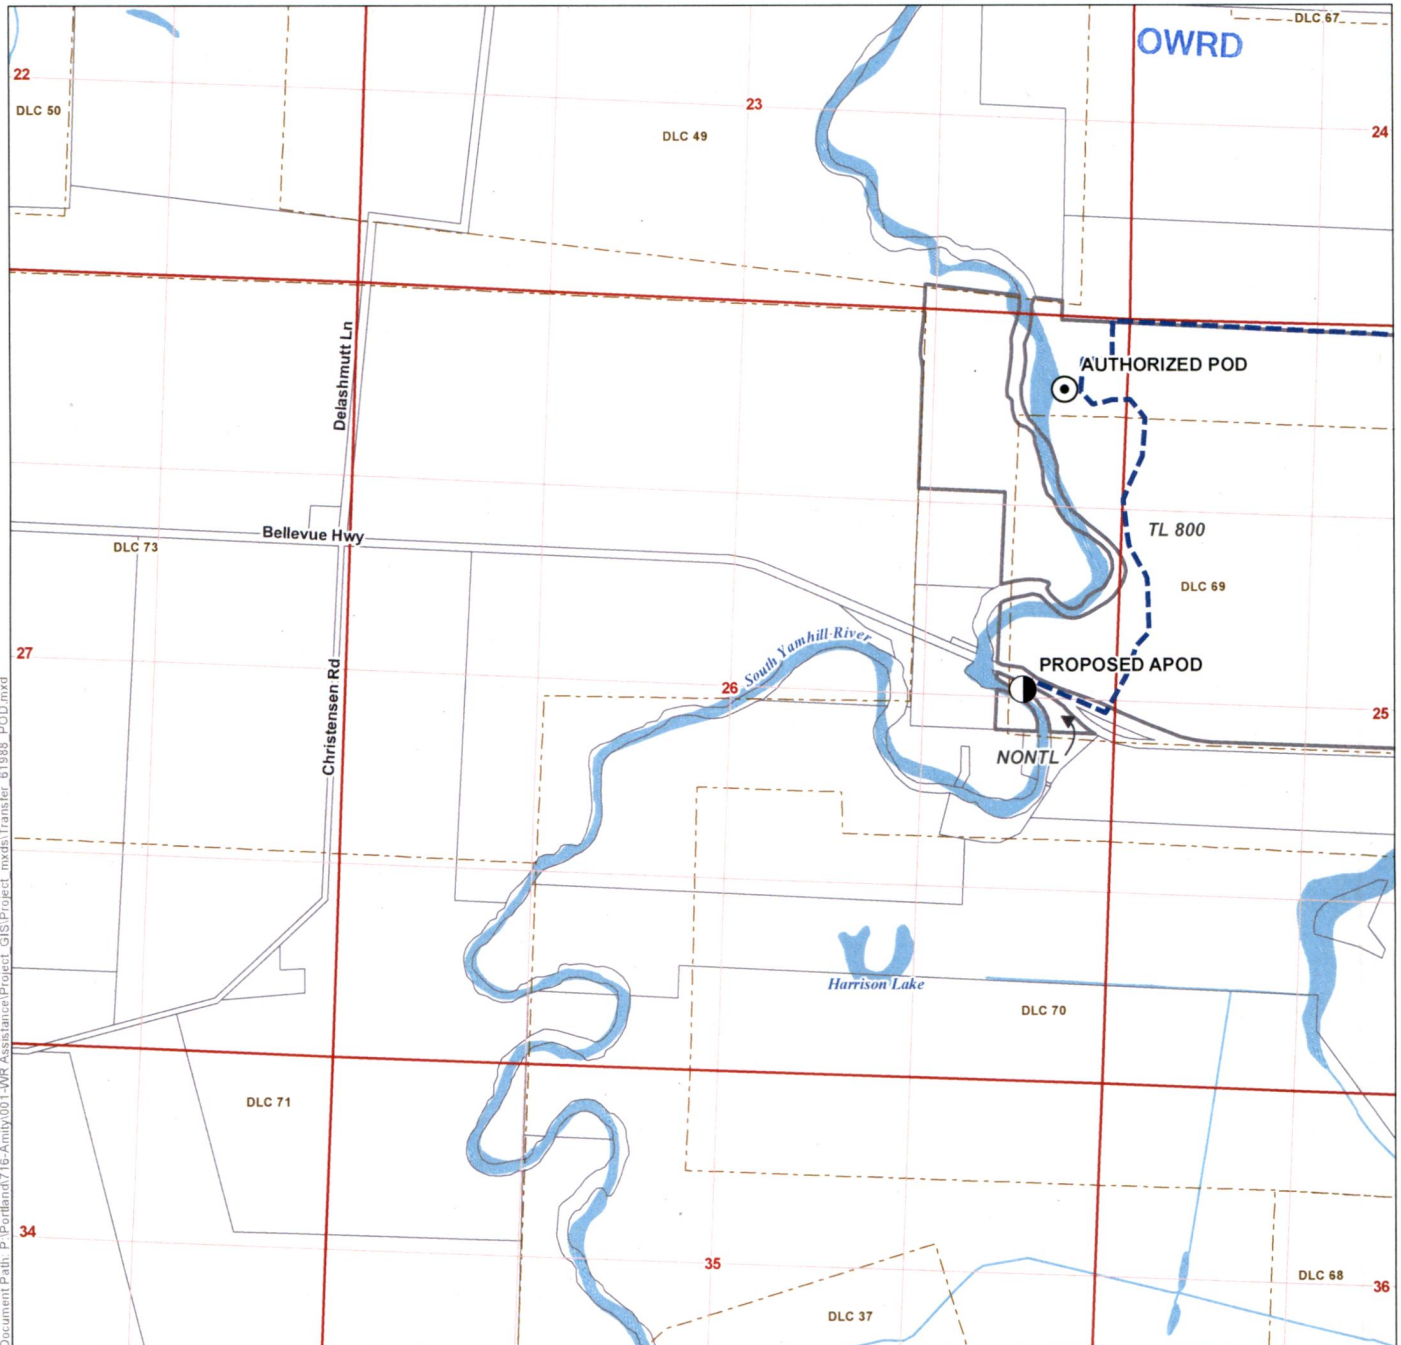 DLC 67
OWRD
22
23
DLC 50
24
DLC 49
Delashmutt Ln
AUTHORIZED POD
Bellevue Hwy
TL 800
DLC 73
DLC 69
South Yamhill River
27
PROPOSED APOD
26
25
Christensen Rd
NONTL
Harrison Lake
DLC 70
DLC 71
34
35
DLC 68
36
DLC 37
Document Path: P:\Portland\716-Amity\001-WR Assistance\Project_GIS\Project_mxds\Transfer_61988_POD.mxd